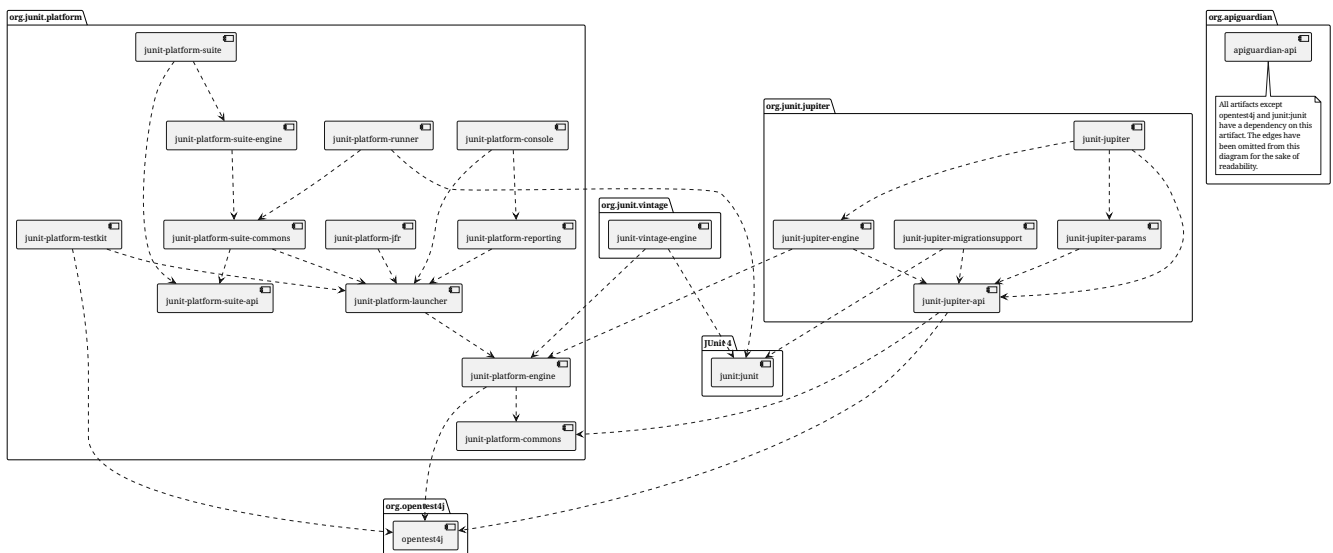 org.junit.platform
org.apiguardian
junit-platform-suite
apiguardian-api
All artifacts except
opentest4j and junit:junit
have a dependency on this
artifact. The edges have
been omitted from this
diagram for the sake of
readability.
org.junit.jupiter
junit-platform-suite-engine
junit-platform-runner
junit-platform-console
junit-jupiter
org.junit.vintage
junit-platform-testkit
junit-platform-suite-commons
junit-platform-jfr
junit-platform-reporting
junit-vintage-engine
junit-jupiter-engine
junit-jupiter-migrationsupport
junit-jupiter-params
junit-platform-suite-api
junit-platform-launcher
junit-jupiter-api
JUnit 4
junit-platform-engine
junit:junit
junit-platform-commons
org.opentest4j
opentest4j